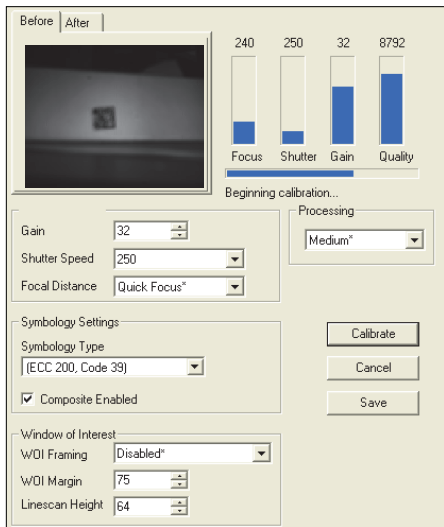 Before After
240 250 32 8792
Focus Shutter Gain Quality
Beginning calibration...
Processing
Gain 32 Medium*
Shutter Speed 250
Focal Distance Quick Focus*
Symbology Settings
Symbology Type Calibrate
(ECC 200, Code 39) Cancel
Composite Enabled Save
Window of Interest
WOI Framing Disabled*
WOI Margin 75
Linescan Height 64